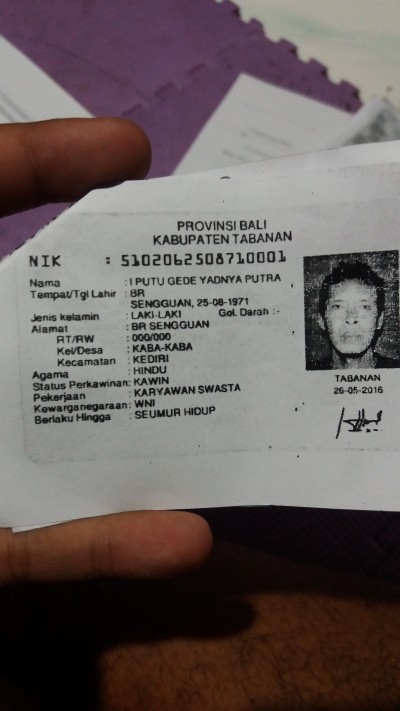 PROVINSI BALI
KABUPATEN TABANAN
NIK : 5102062508710001
Nama : I PUTU GEDE YADNYA PUTRA
Tempat/Tgl Lahir : BR
SENGGUAN, 25-08-1971
Jenis kelamin : LAKI-LAKI Gol. Darah :-
Alamat : BR SENGGUAN
RT/RW : 000/000
Kel/Desa : KABA-KABA
Kecamatan : KEDIRI
Agama : HINDU
Status Perkawinan: KAWIN
Pekerjaan : KARYAWAN SWASTA
Kewarganegaraan: WNI
Berlaku Hingga : SEUMUR HIDUP
TABANAN
26-05-2016